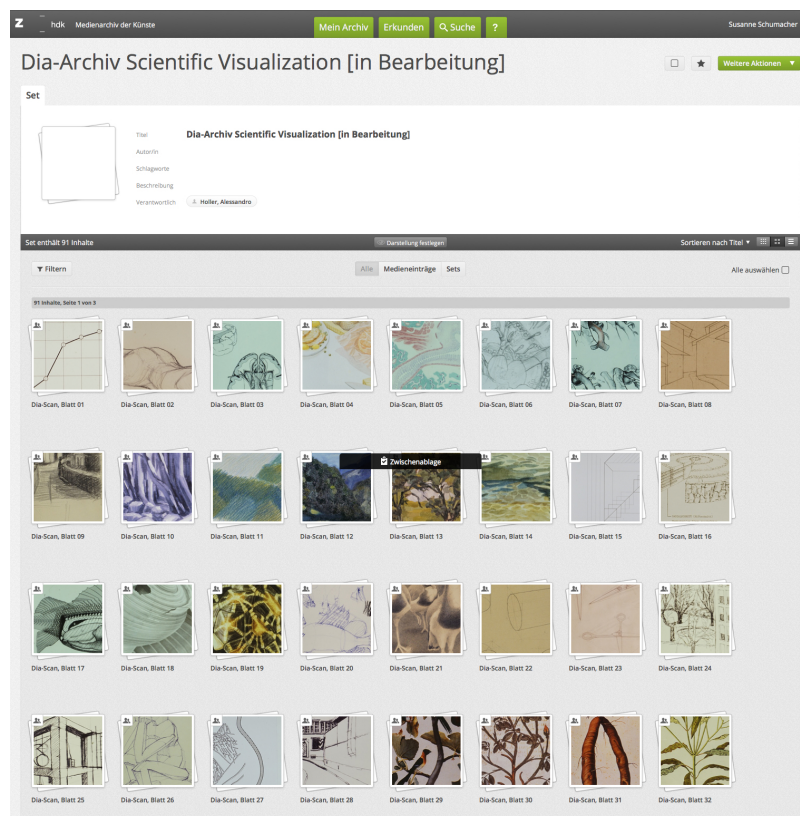 Z hdk Medienarchiv der Künste Mein Archiv Erkunden Suche ? Susanne Schumacher
Dia-Archiv Scientific Visualization [in Bearbeitung] Weitere Aktionen
Set
Titel Dia-Archiv Scientific Visualization [in Bearbeitung]
Autor/in
Schlagworte
Beschreibung
Verantwortlich Holler, Alessandro
Set enthält 91 Inhalte Darstellung festlegen Sortieren nach Titel
Filtern Alle Medieneinträge Sets Alle auswählen
91 Inhalte, Seite 1 von 3
Dia-Scan, Blatt 01 Dia-Scan, Blatt 02 Dia-Scan, Blatt 03 Dia-Scan, Blatt 04 Dia-Scan, Blatt 05 Dia-Scan, Blatt 06 Dia-Scan, Blatt 07 Dia-Scan, Blatt 08
Zwischenablage
Dia-Scan, Blatt 09 Dia-Scan, Blatt 10 Dia-Scan, Blatt 11 Dia-Scan, Blatt 12 Dia-Scan, Blatt 13 Dia-Scan, Blatt 14 Dia-Scan, Blatt 15 Dia-Scan, Blatt 16
Dia-Scan, Blatt 17 Dia-Scan, Blatt 18 Dia-Scan, Blatt 19 Dia-Scan, Blatt 20 Dia-Scan, Blatt 21 Dia-Scan, Blatt 22 Dia-Scan, Blatt 23 Dia-Scan, Blatt 24
Dia-Scan, Blatt 25 Dia-Scan, Blatt 26 Dia-Scan, Blatt 27 Dia-Scan, Blatt 28 Dia-Scan, Blatt 29 Dia-Scan, Blatt 30 Dia-Scan, Blatt 31 Dia-Scan, Blatt 32